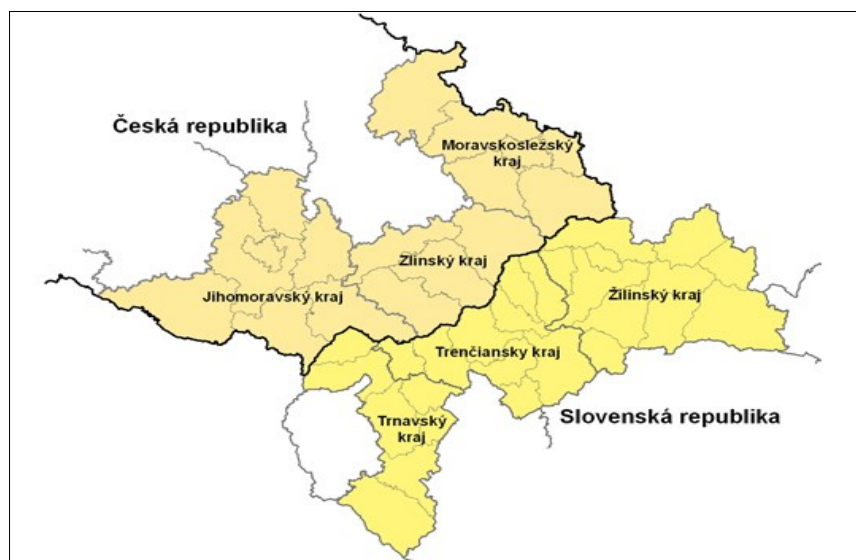 Česká republika
Moravskoslezský
kraj
Zlínský kraj
Jihomoravský kraj
Žilinský kraj
Trenčiansky kraj
Trnavský
kraj
Slovenská republika